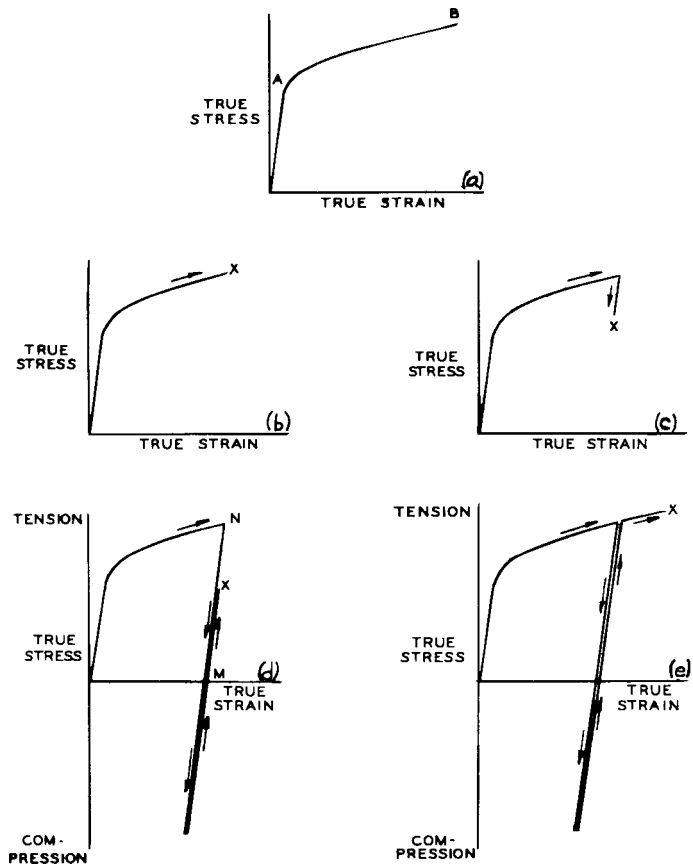 B
A
TRUE
STRESS
(a)
TRUE STRAIN
X
TRUE
STRESS
(b)
TRUE STRAIN
X
TRUE
STRESS
(c)
TRUE STRAIN
TENSION
N
X
TRUE
STRESS
M
(d)
TRUE
STRAIN
COM-
PRESSION
TENSION
X
TRUE
STRESS
(e)
TRUE
STRAIN
COM-
PRESSION